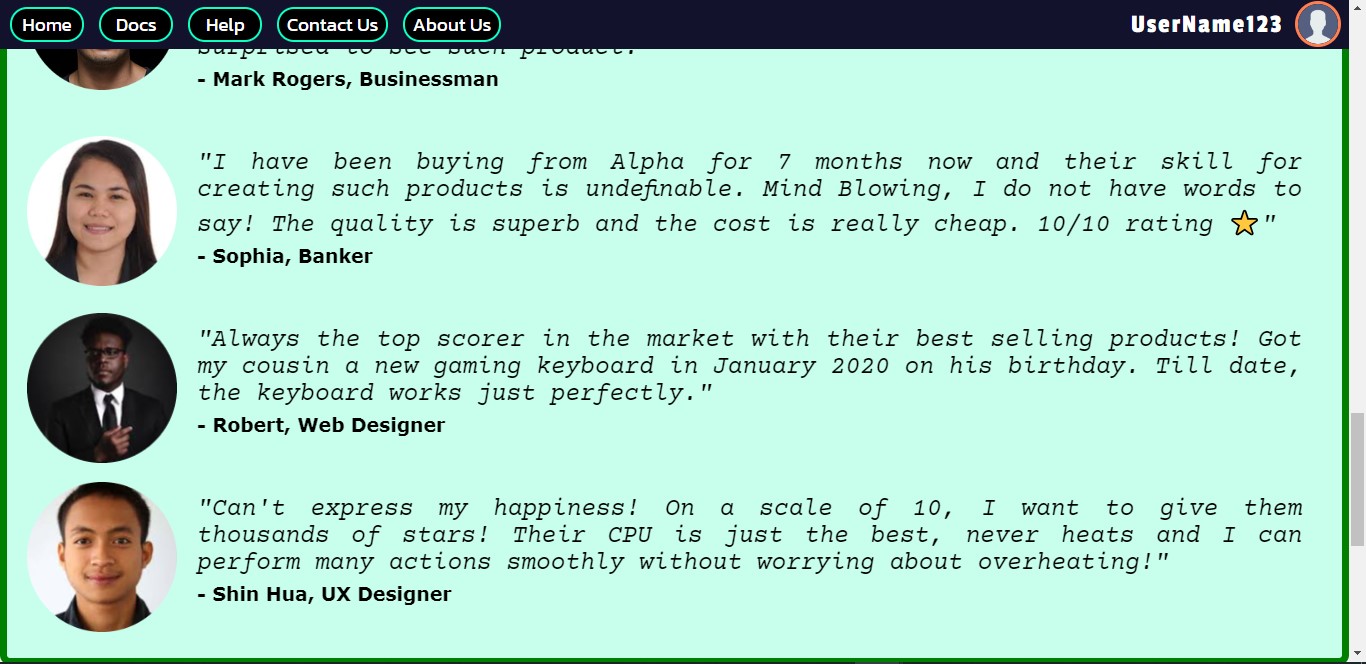 Home Docs Help Contact Us About Us UserName123
surprised to see such product."
- Mark Rogers, Businessman
"I have been buying from Alpha for 7 months now and their skill for
creating such products is undefinable. Mind Blowing, I do not have words to
say! The quality is superb and the cost is really cheap. 10/10 rating ⭐"
- Sophia, Banker
"Always the top scorer in the market with their best selling products! Got
my cousin a new gaming keyboard in January 2020 on his birthday. Till date,
the keyboard works just perfectly."
- Robert, Web Designer
"Can't express my happiness! On a scale of 10, I want to give them
thousands of stars! Their CPU is just the best, never heats and I can
perform many actions smoothly without worrying about overheating!"
- Shin Hua, UX Designer